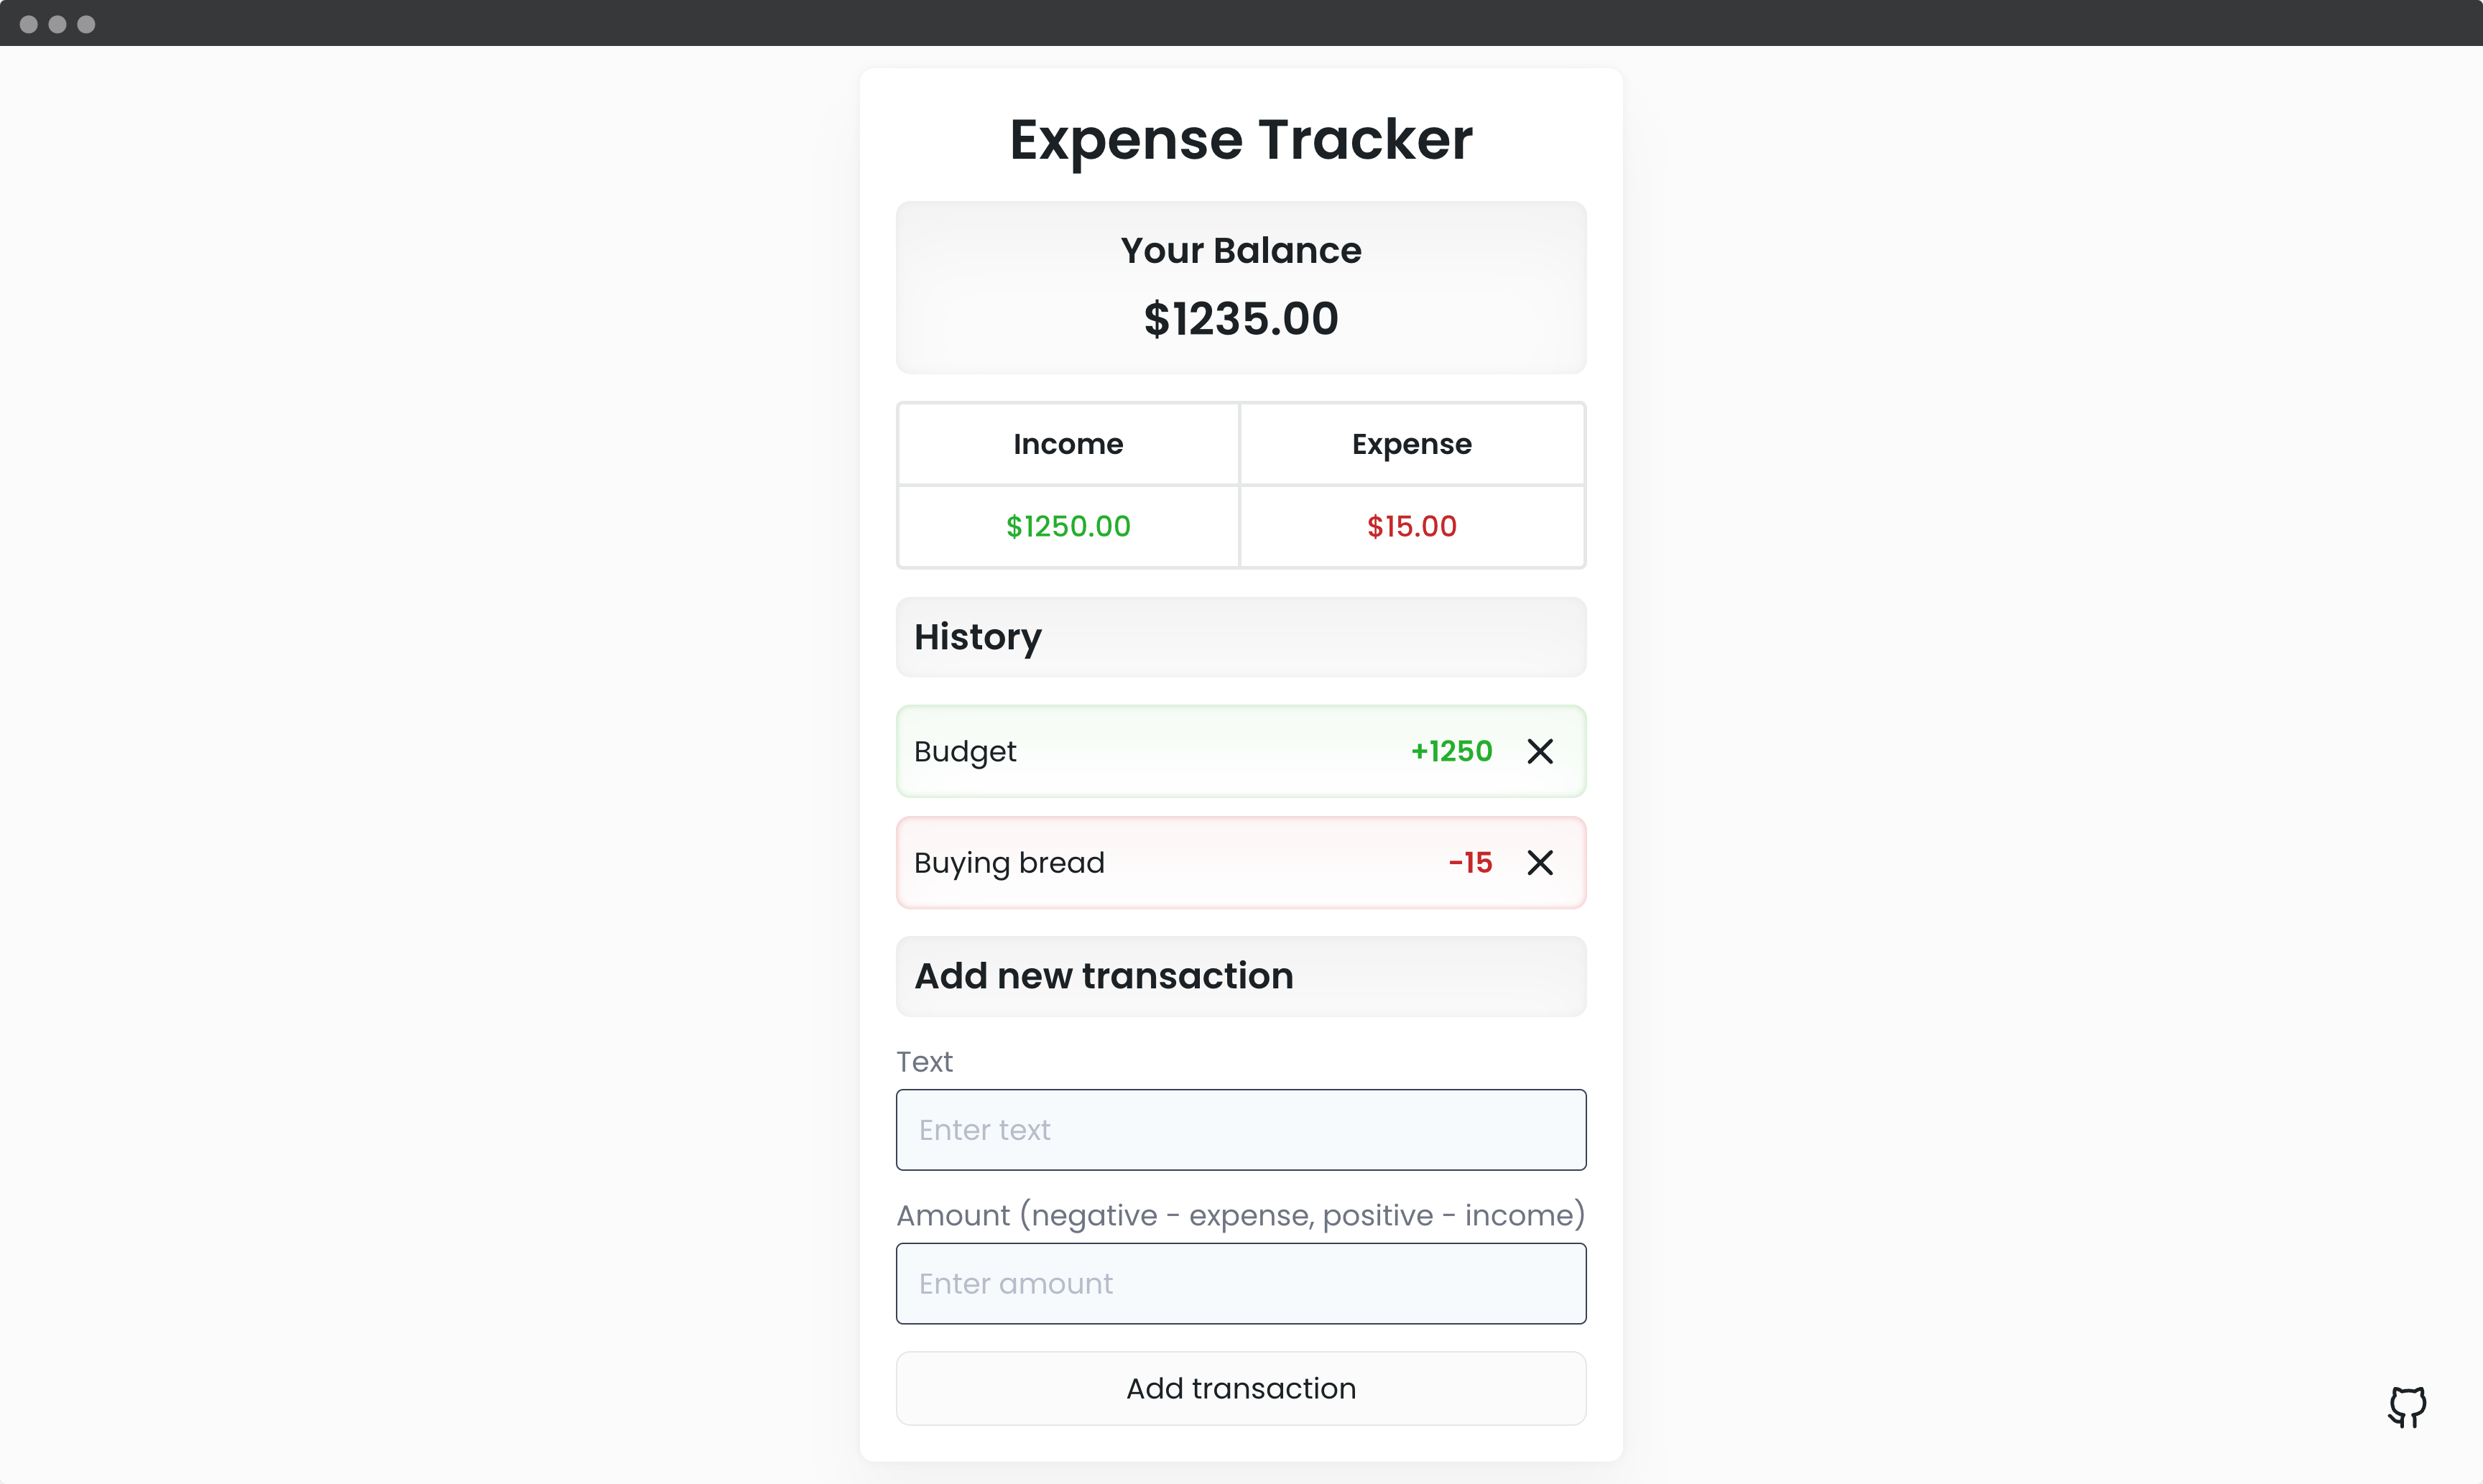 Expense Tracker
Your Balance
$1235.00
Income Expense
$1250.00 $15.00
History
Budget +1250
Buying bread -15
Add new transaction
Text
Enter text
Amount (negative - expense, positive - income)
Enter amount
Add transaction